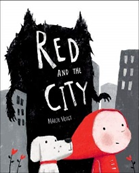 RED
AND THE
CITY
MARIE VOIGT